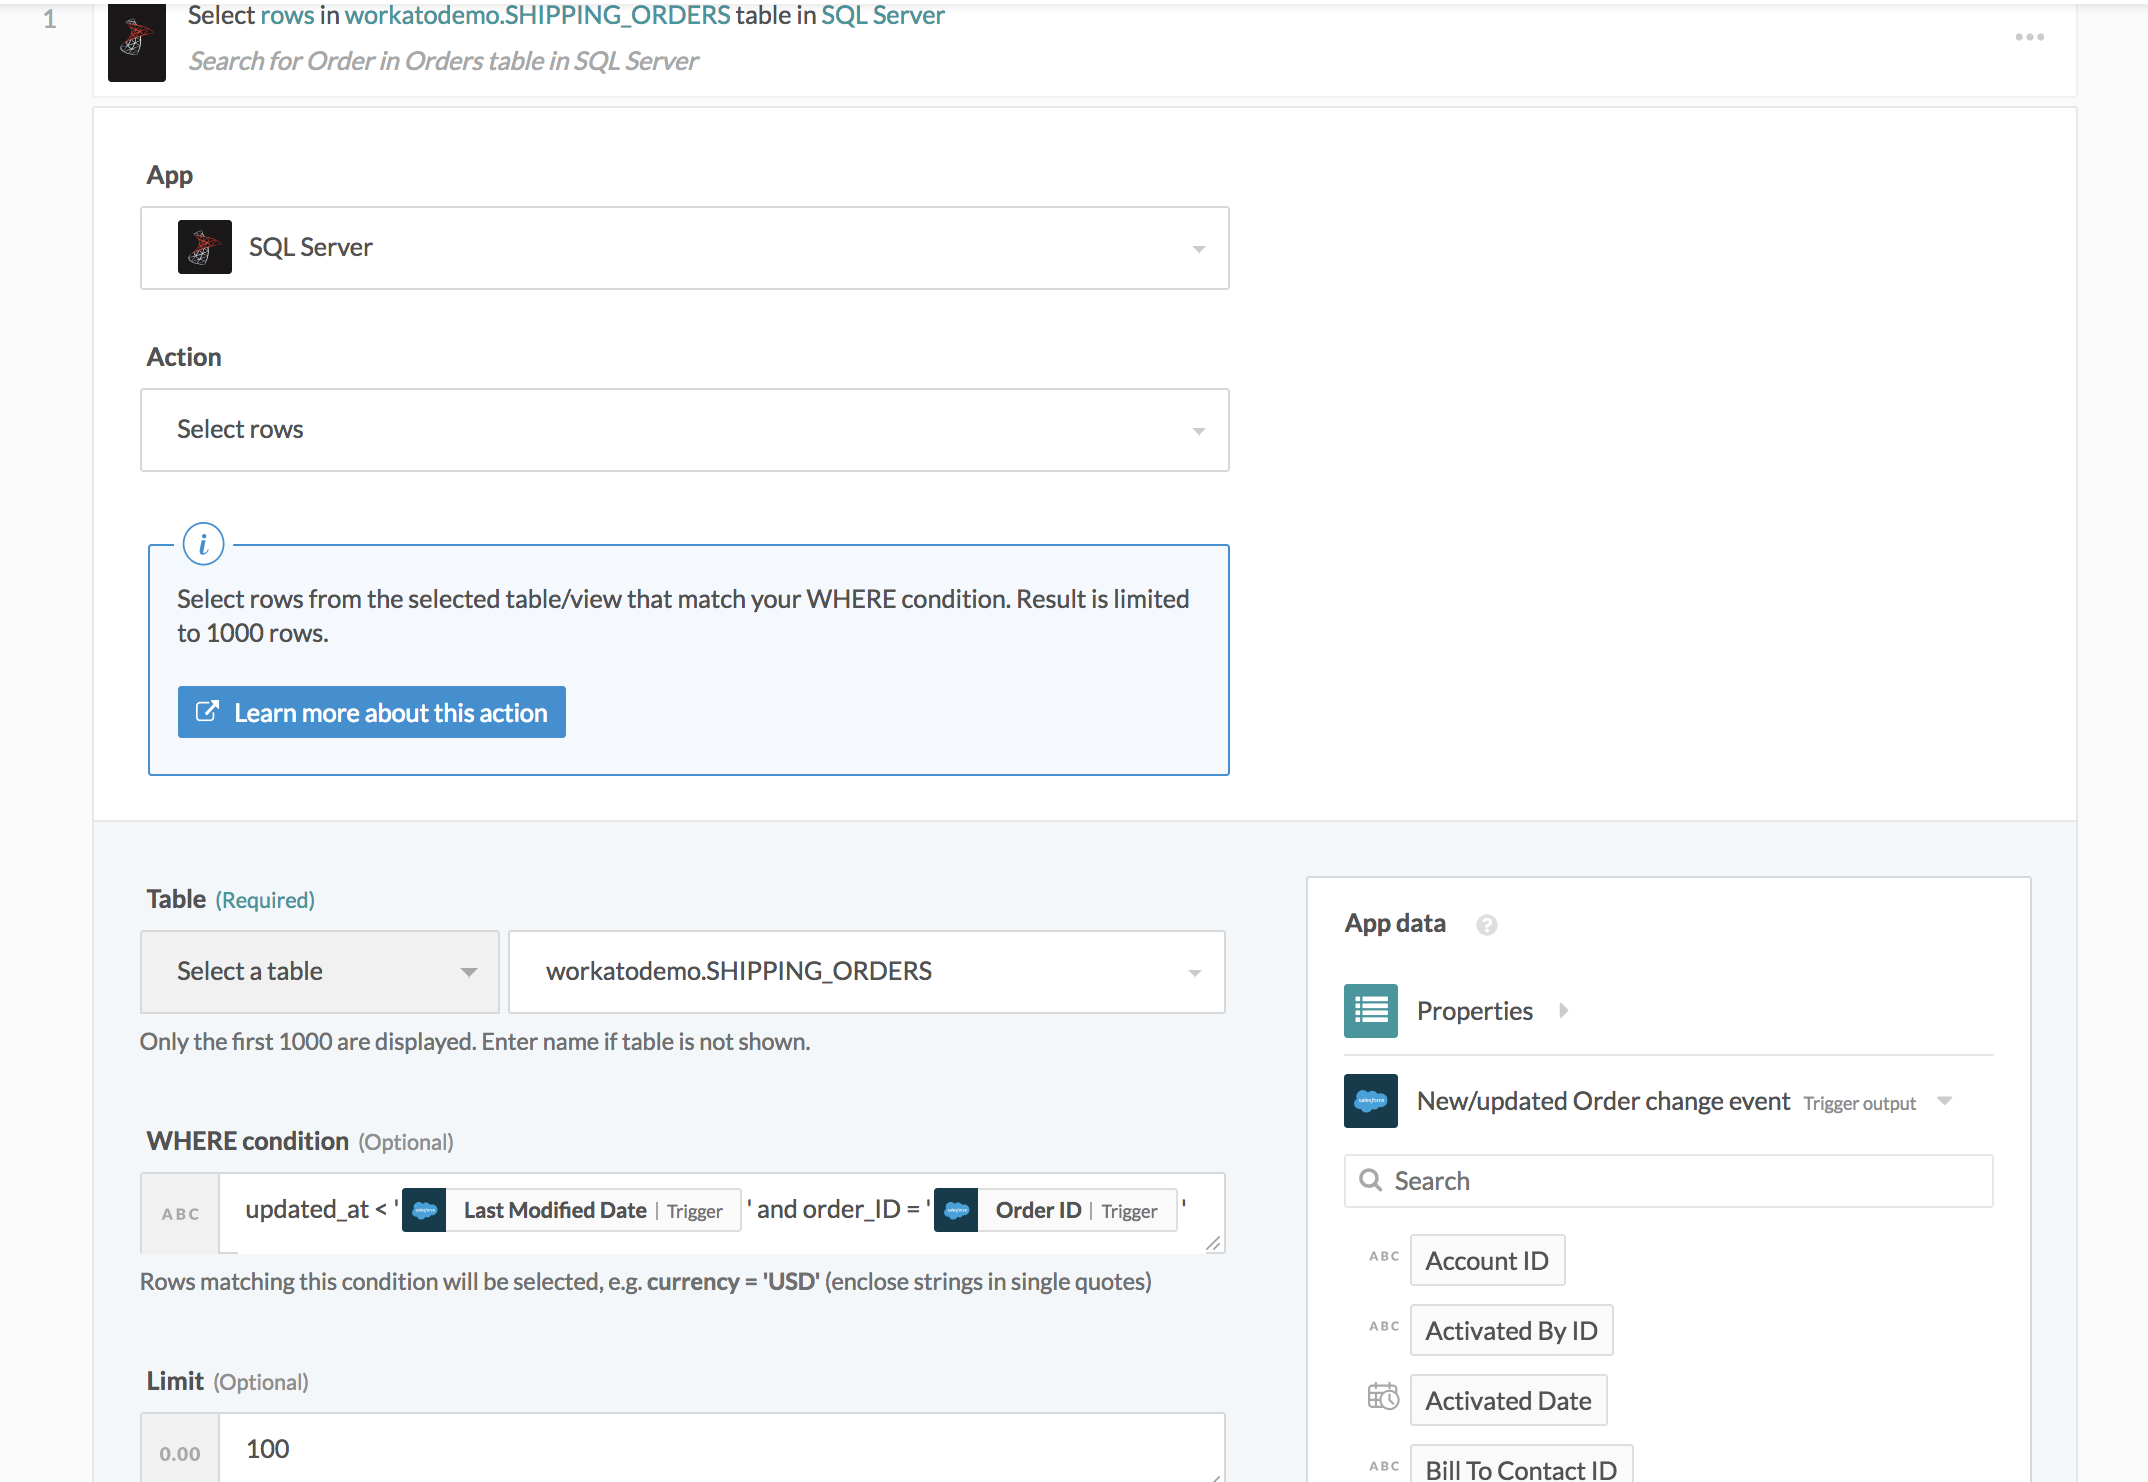 1
Select rows in workatodemo.SHIPPING_ORDERS table in SQL Server
Search for Order in Orders table in SQL Server
App
SQL Server
Action
Select rows
i
Select rows from the selected table/view that match your WHERE condition. Result is limited
to 1000 rows.
Learn more about this action
Table (Required)
Select a table
workatodemo.SHIPPING_ORDERS
Only the first 1000 are displayed. Enter name if table is not shown.
WHERE condition (Optional)
ABC
updated_at < ' salesforce Last Modified Date | Trigger ' and order_ID = ' salesforce Order ID | Trigger '
Rows matching this condition will be selected, e.g. currency = 'USD' (enclose strings in single quotes)
Limit (Optional)
0.00
100
App data ?
Properties
salesforce
New/updated Order change event Trigger output
Search
ABC Account ID
ABC Activated By ID
Activated Date
ABC Bill To Contact ID